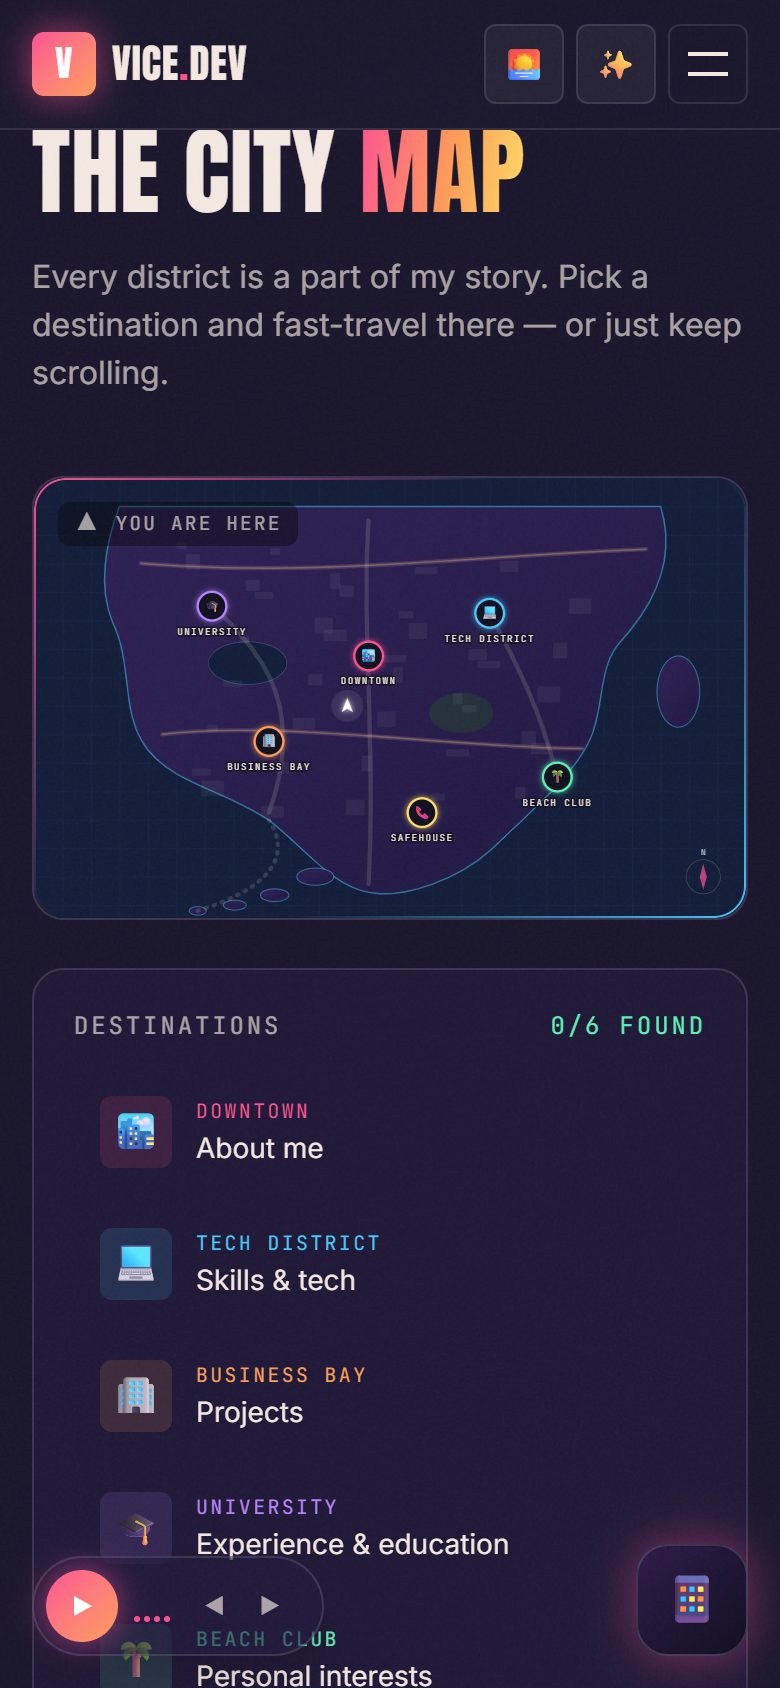 V VICE.DEV
THE CITY MAP
Every district is a part of my story. Pick a
destination and fast-travel there — or just keep
scrolling.
YOU ARE HERE
UNIVERSITY
TECH DISTRICT
DOWNTOWN
BUSINESS BAY
BEACH CLUB
SAFEHOUSE
N
DESTINATIONS 0/6 FOUND
DOWNTOWN
About me
TECH DISTRICT
Skills & tech
BUSINESS BAY
Projects
UNIVERSITY
Experience & education
BEACH CLUB
Personal interests